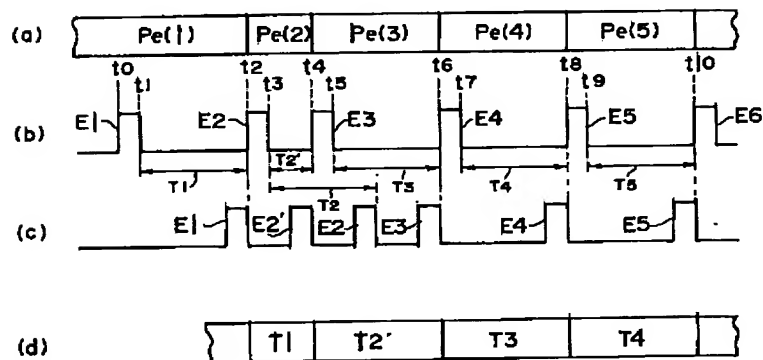 (a) Pe(1) Pe(2) Pe(3) Pe(4) Pe(5)
t0 t1 t2 t3 t4 t5 t6 t7 t8 t9 t10
(b) E1 E2 E3 E4 E5 E6
T1 T2' T2 T3 T4 T5
(c) E1 E2' E2 E3 E4 E5
(d) T1 T2' T3 T4